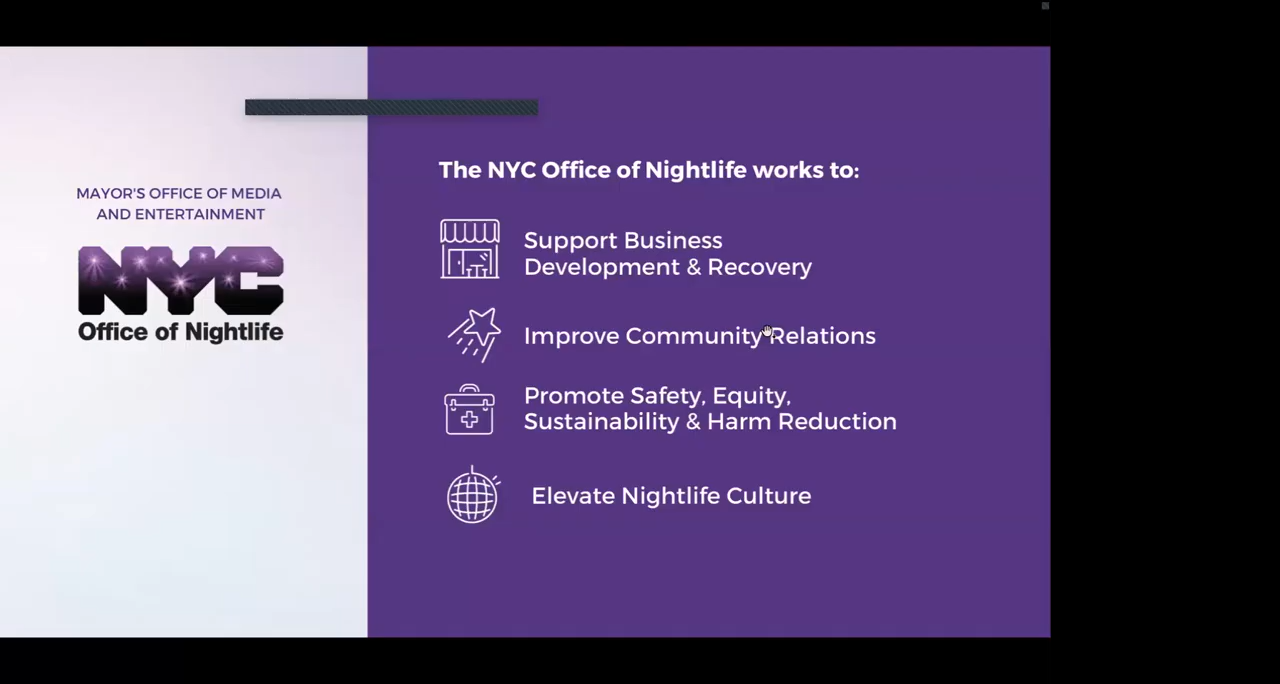 MAYOR'S OFFICE OF MEDIA
AND ENTERTAINMENT
NYC
Office of Nightlife
The NYC Office of Nightlife works to:
Support Business
Development & Recovery
Improve Community Relations
Promote Safety, Equity,
Sustainability & Harm Reduction
Elevate Nightlife Culture